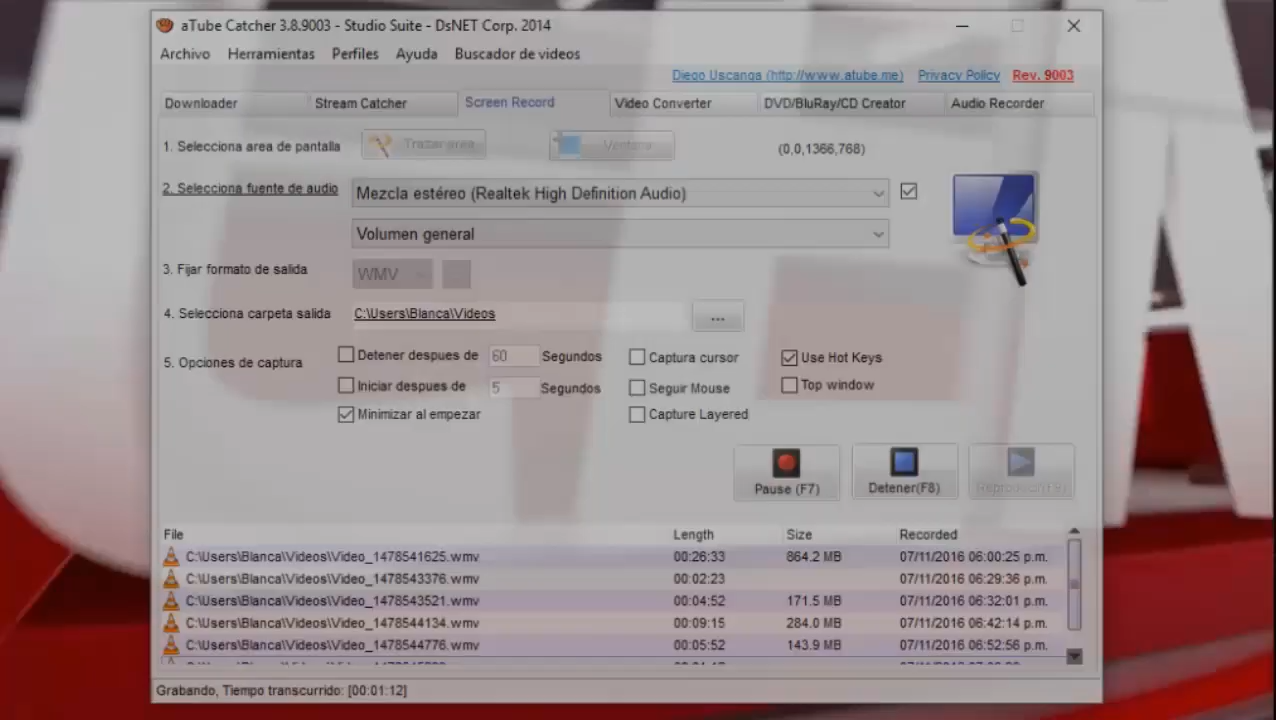 aTube Catcher 3.8.9003 - Studio Suite - DsNET Corp. 2014
Archivo Herramientas Perfiles Ayuda Buscador de videos
Diego Uscanga (http://www.atube.me) Privacy Policy Rev. 9003
Downloader Stream Catcher Screen Record Video Converter DVD/BluRay/CD Creator Audio Recorder
1. Selecciona area de pantalla Trazar area Ventana (0,0,1366,768)
2. Selecciona fuente de audio Mezcla estéreo (Realtek High Definition Audio)
Volumen general
3. Fijar formato de salida WMV
4. Selecciona carpeta salida C:\Users\Blanca\Videos ...
5. Opciones de captura Detener despues de 60 Segundos Captura cursor Use Hot Keys
Iniciar despues de 5 Segundos Seguir Mouse Top window
Minimizar al empezar Capture Layered
Pause (F7) Detener(F8) Reproducir(F9)
File Length Size Recorded
C:\Users\Blanca\Videos\Video_1478541625.wmv 00:26:33 864.2 MB 07/11/2016 06:00:25 p.m.
C:\Users\Blanca\Videos\Video_1478543376.wmv 00:02:23 07/11/2016 06:29:36 p.m.
C:\Users\Blanca\Videos\Video_1478543521.wmv 00:04:52 171.5 MB 07/11/2016 06:32:01 p.m.
C:\Users\Blanca\Videos\Video_1478544134.wmv 00:09:15 284.0 MB 07/11/2016 06:42:14 p.m.
C:\Users\Blanca\Videos\Video_1478544776.wmv 00:05:52 143.9 MB 07/11/2016 06:52:56 p.m.
Grabando, Tiempo transcurrido: [00:01:12]